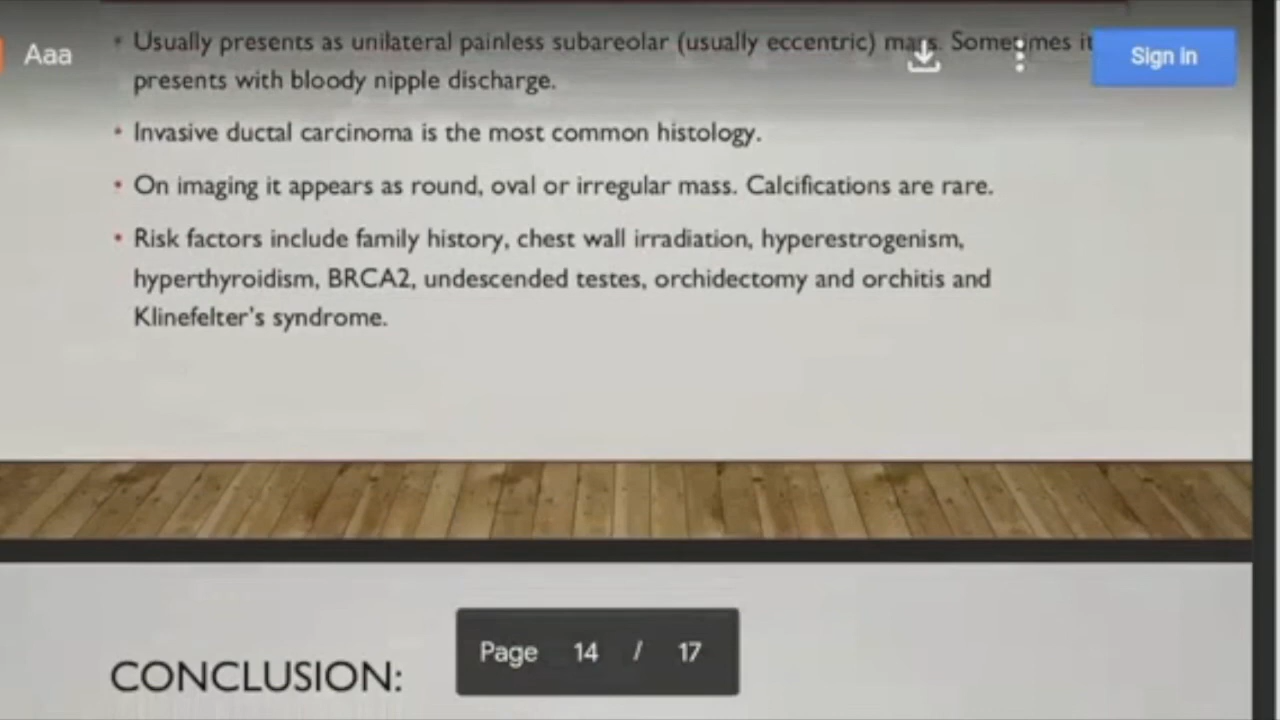 Aaa
• Usually presents as unilateral painless subareolar (usually eccentric) mass. Sometimes it
presents with bloody nipple discharge.
Sign in
• Invasive ductal carcinoma is the most common histology.
• On imaging it appears as round, oval or irregular mass. Calcifications are rare.
• Risk factors include family history, chest wall irradiation, hyperestrogenism,
hyperthyroidism, BRCA2, undescended testes, orchidectomy and orchitis and
Klinefelter's syndrome.
Page 14 / 17
CONCLUSION: